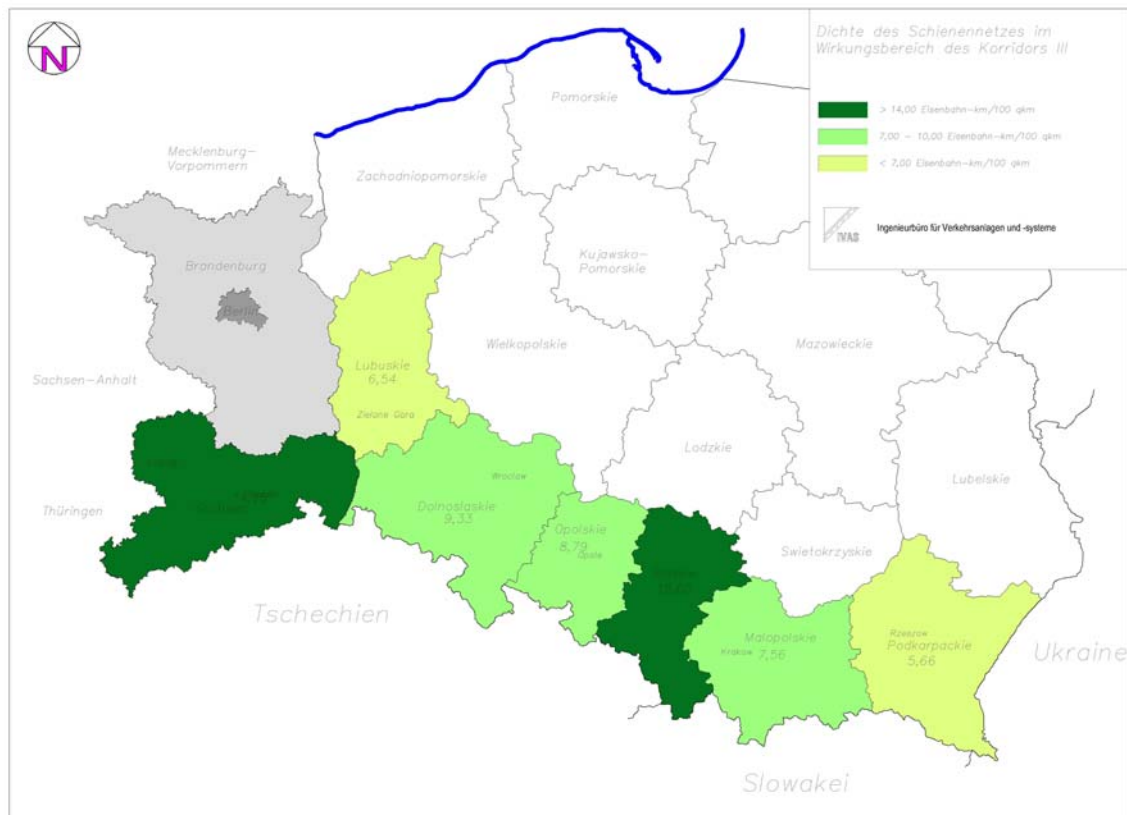 N
Dichte des Schienennetzes im
Wirkungsbereich des Korridors III
> 14,00 Eisenbahn-km/100 qkm
7,00 - 10,00 Eisenbahn-km/100 qkm
< 7,00 Eisenbahn-km/100 qkm
IVAS
Ingenieurbüro für Verkehrsanlagen und -systeme
Pomorskie
Mecklenburg-
Vorpommern
Zachodniopomorskie
Kujawsko-
Pomorskie
Brandenburg
Berlin
Wielkopolskie
Mazowieckie
Sachsen-Anhalt
Lubuskie
6,54
Zielona Gora
Lodzkie
Lubelskie
Wroclaw
Dolnoslaskie
9,33
Thüringen
Sachsen
Opolskie
8,79
Opole
Swietokrzyskie
Tschechien
Malopolskie
Krakow 7,56
Rzeszow
Podkarpackie
5,66
Ukraine
Slowakei